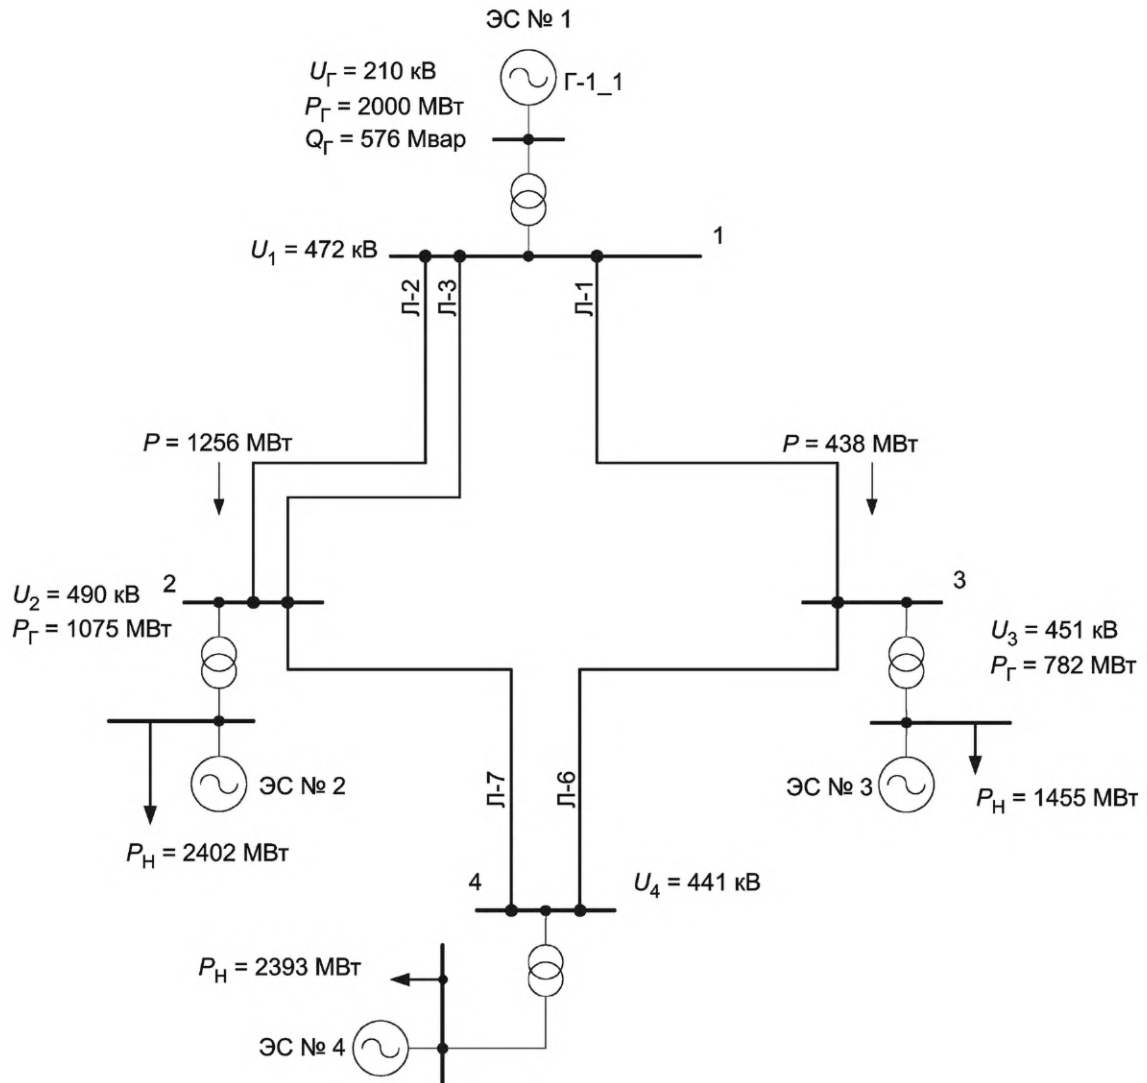 ЭС № 1
U_Г = 210 кВ
P_Г = 2000 МВт
Q_Г = 576 Мвар
Г-1_1
1
U_1 = 472 кВ
Л-2
Л-3
Л-1
P = 1256 МВт
P = 438 МВт
2
3
U_2 = 490 кВ
P_Г = 1075 МВт
U_3 = 451 кВ
P_Г = 782 МВт
ЭС № 2
Л-7
Л-6
ЭС № 3
P_Н = 1455 МВт
P_Н = 2402 МВт
4
U_4 = 441 кВ
P_Н = 2393 МВт
ЭС № 4